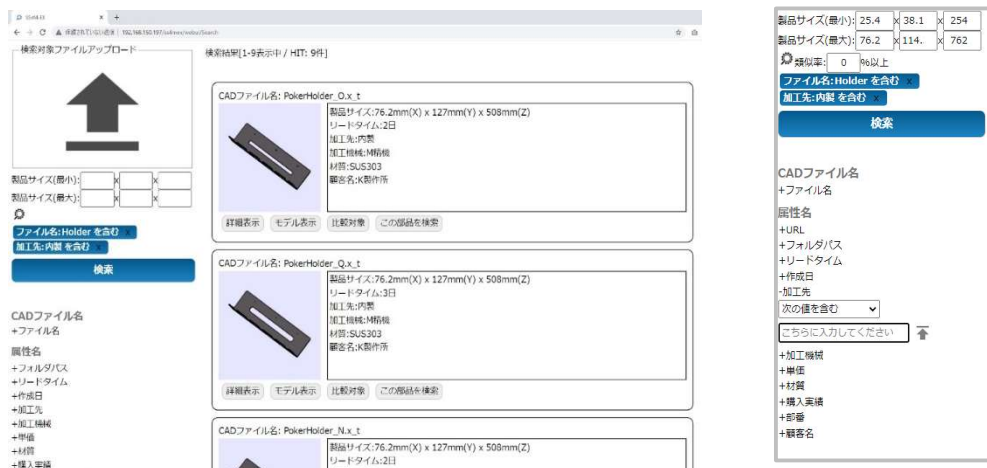 保護されていない通信 | 192.168.150.197
検索対象ファイルアップロード
製品サイズ(最小): x x
製品サイズ(最大): x x
ファイル名:Holder を含む x
加工先:内製 を含む x
検索
CADファイル名
+ファイル名
属性名
+フォルダパス
+リードタイム
+作成日
+加工先
+加工機械
+単価
+材質
+購入実績
検索結果[1-9表示中 / HIT: 9件]
CADファイル名: PokerHolder_O.x_t
製品サイズ:76.2mm(X) x 127mm(Y) x 508mm(Z)
リードタイム:2日
加工先:内製
加工機械:M精機
材質:SUS303
顧客名:K製作所
詳細表示 モデル表示 比較対象 この部品を検索
CADファイル名: PokerHolder_Q.x_t
製品サイズ:76.2mm(X) x 127mm(Y) x 508mm(Z)
リードタイム:3日
加工先:内製
加工機械:M精機
材質:SUS303
顧客名:K製作所
詳細表示 モデル表示 比較対象 この部品を検索
CADファイル名: PokerHolder_N.x_t
製品サイズ:76.2mm(X) x 127mm(Y) x 508mm(Z)
リードタイム:2日
製品サイズ(最小): 25.4 x 38.1 x 254
製品サイズ(最大): 76.2 x 114. x 762
類似率: 0 %以上
ファイル名:Holder を含む x
加工先:内製 を含む x
検索
CADファイル名
+ファイル名
属性名
+URL
+フォルダパス
+リードタイム
+作成日
-加工先
次の値を含む
こちらに入力してください
+加工機械
+単価
+材質
+購入実績
+部番
+顧客名